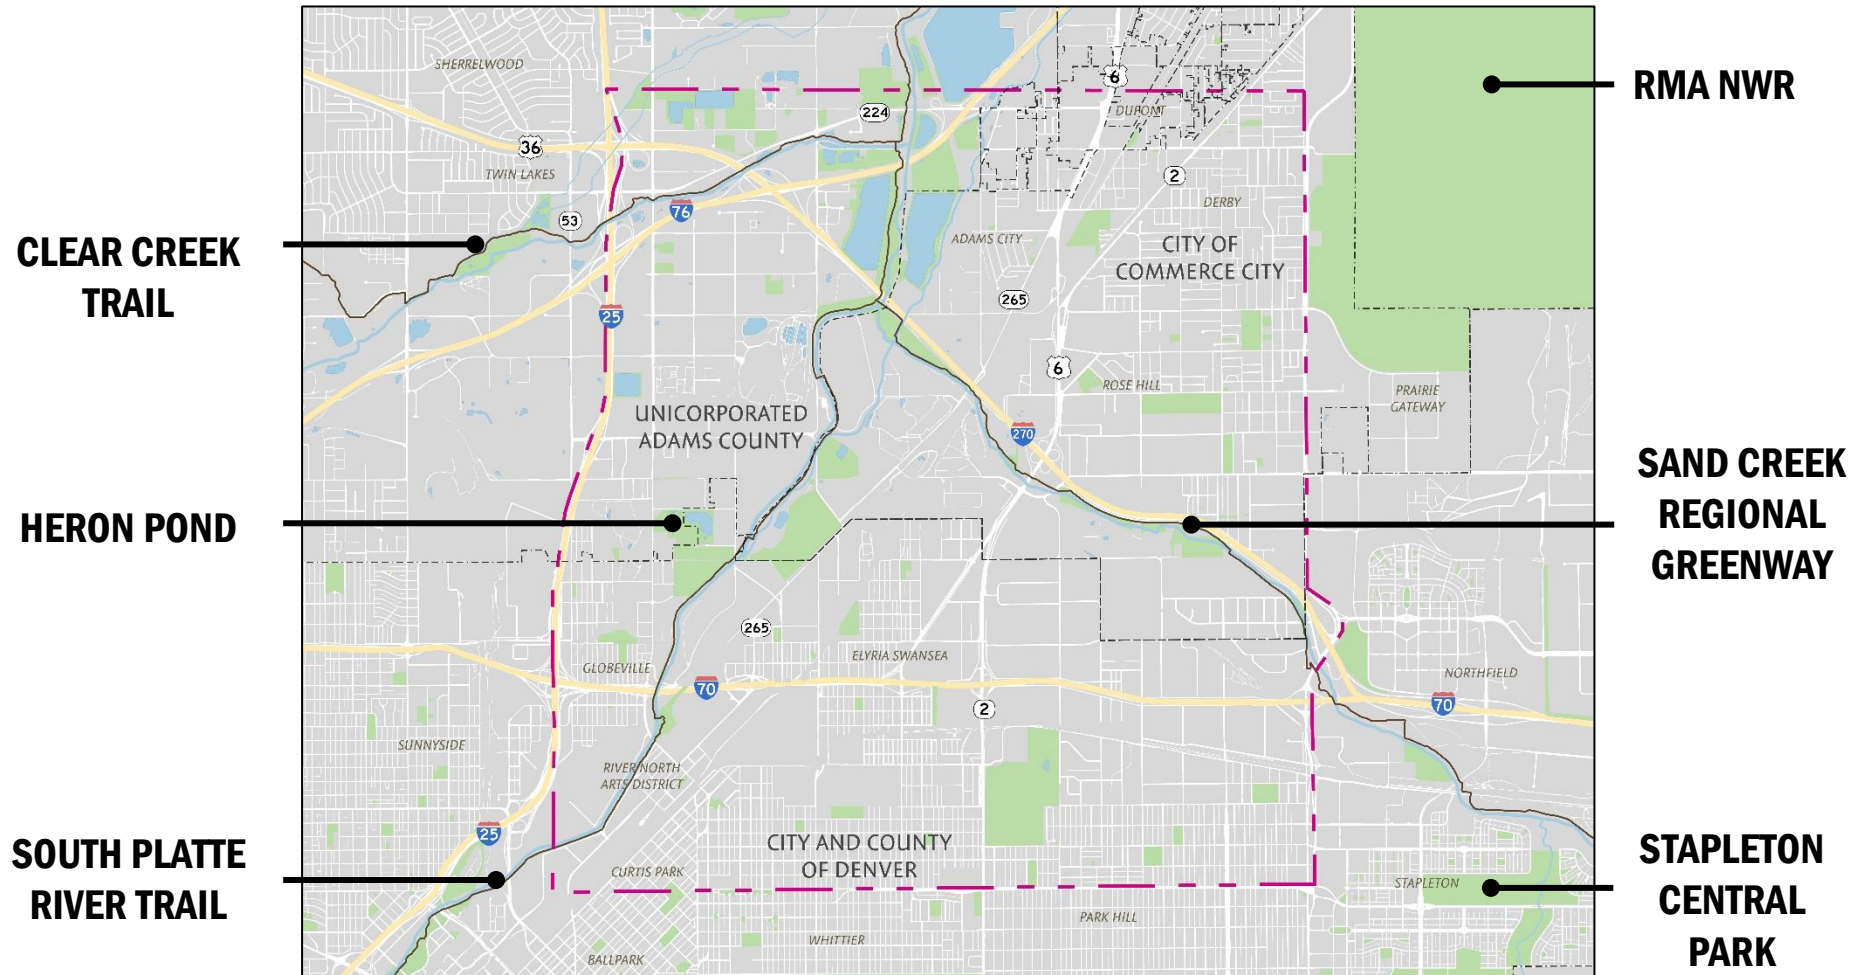 SHERRELWOOD
6
RMA NWR
224
DUPONT
36
TWIN LAKES
2
53
76
DERBY
CLEAR CREEK
TRAIL
ADAMS CITY
CITY OF
COMMERCE CITY
265
25
6
ROSE HILL
PRAIRIE
GATEWAY
UNICORPORATED
ADAMS COUNTY
270
SAND CREEK
REGIONAL
GREENWAY
HERON POND
265
GLOBEVILLE
ELYRIA SWANSEA
NORTHFIELD
70
2
70
SUNNYSIDE
RIVER NORTH
ARTS DISTRICT
25
SOUTH PLATTE
RIVER TRAIL
CITY AND COUNTY
OF DENVER
CURTIS PARK
STAPLETON
STAPLETON
CENTRAL
PARK
PARK HILL
WHITTIER
BALLPARK